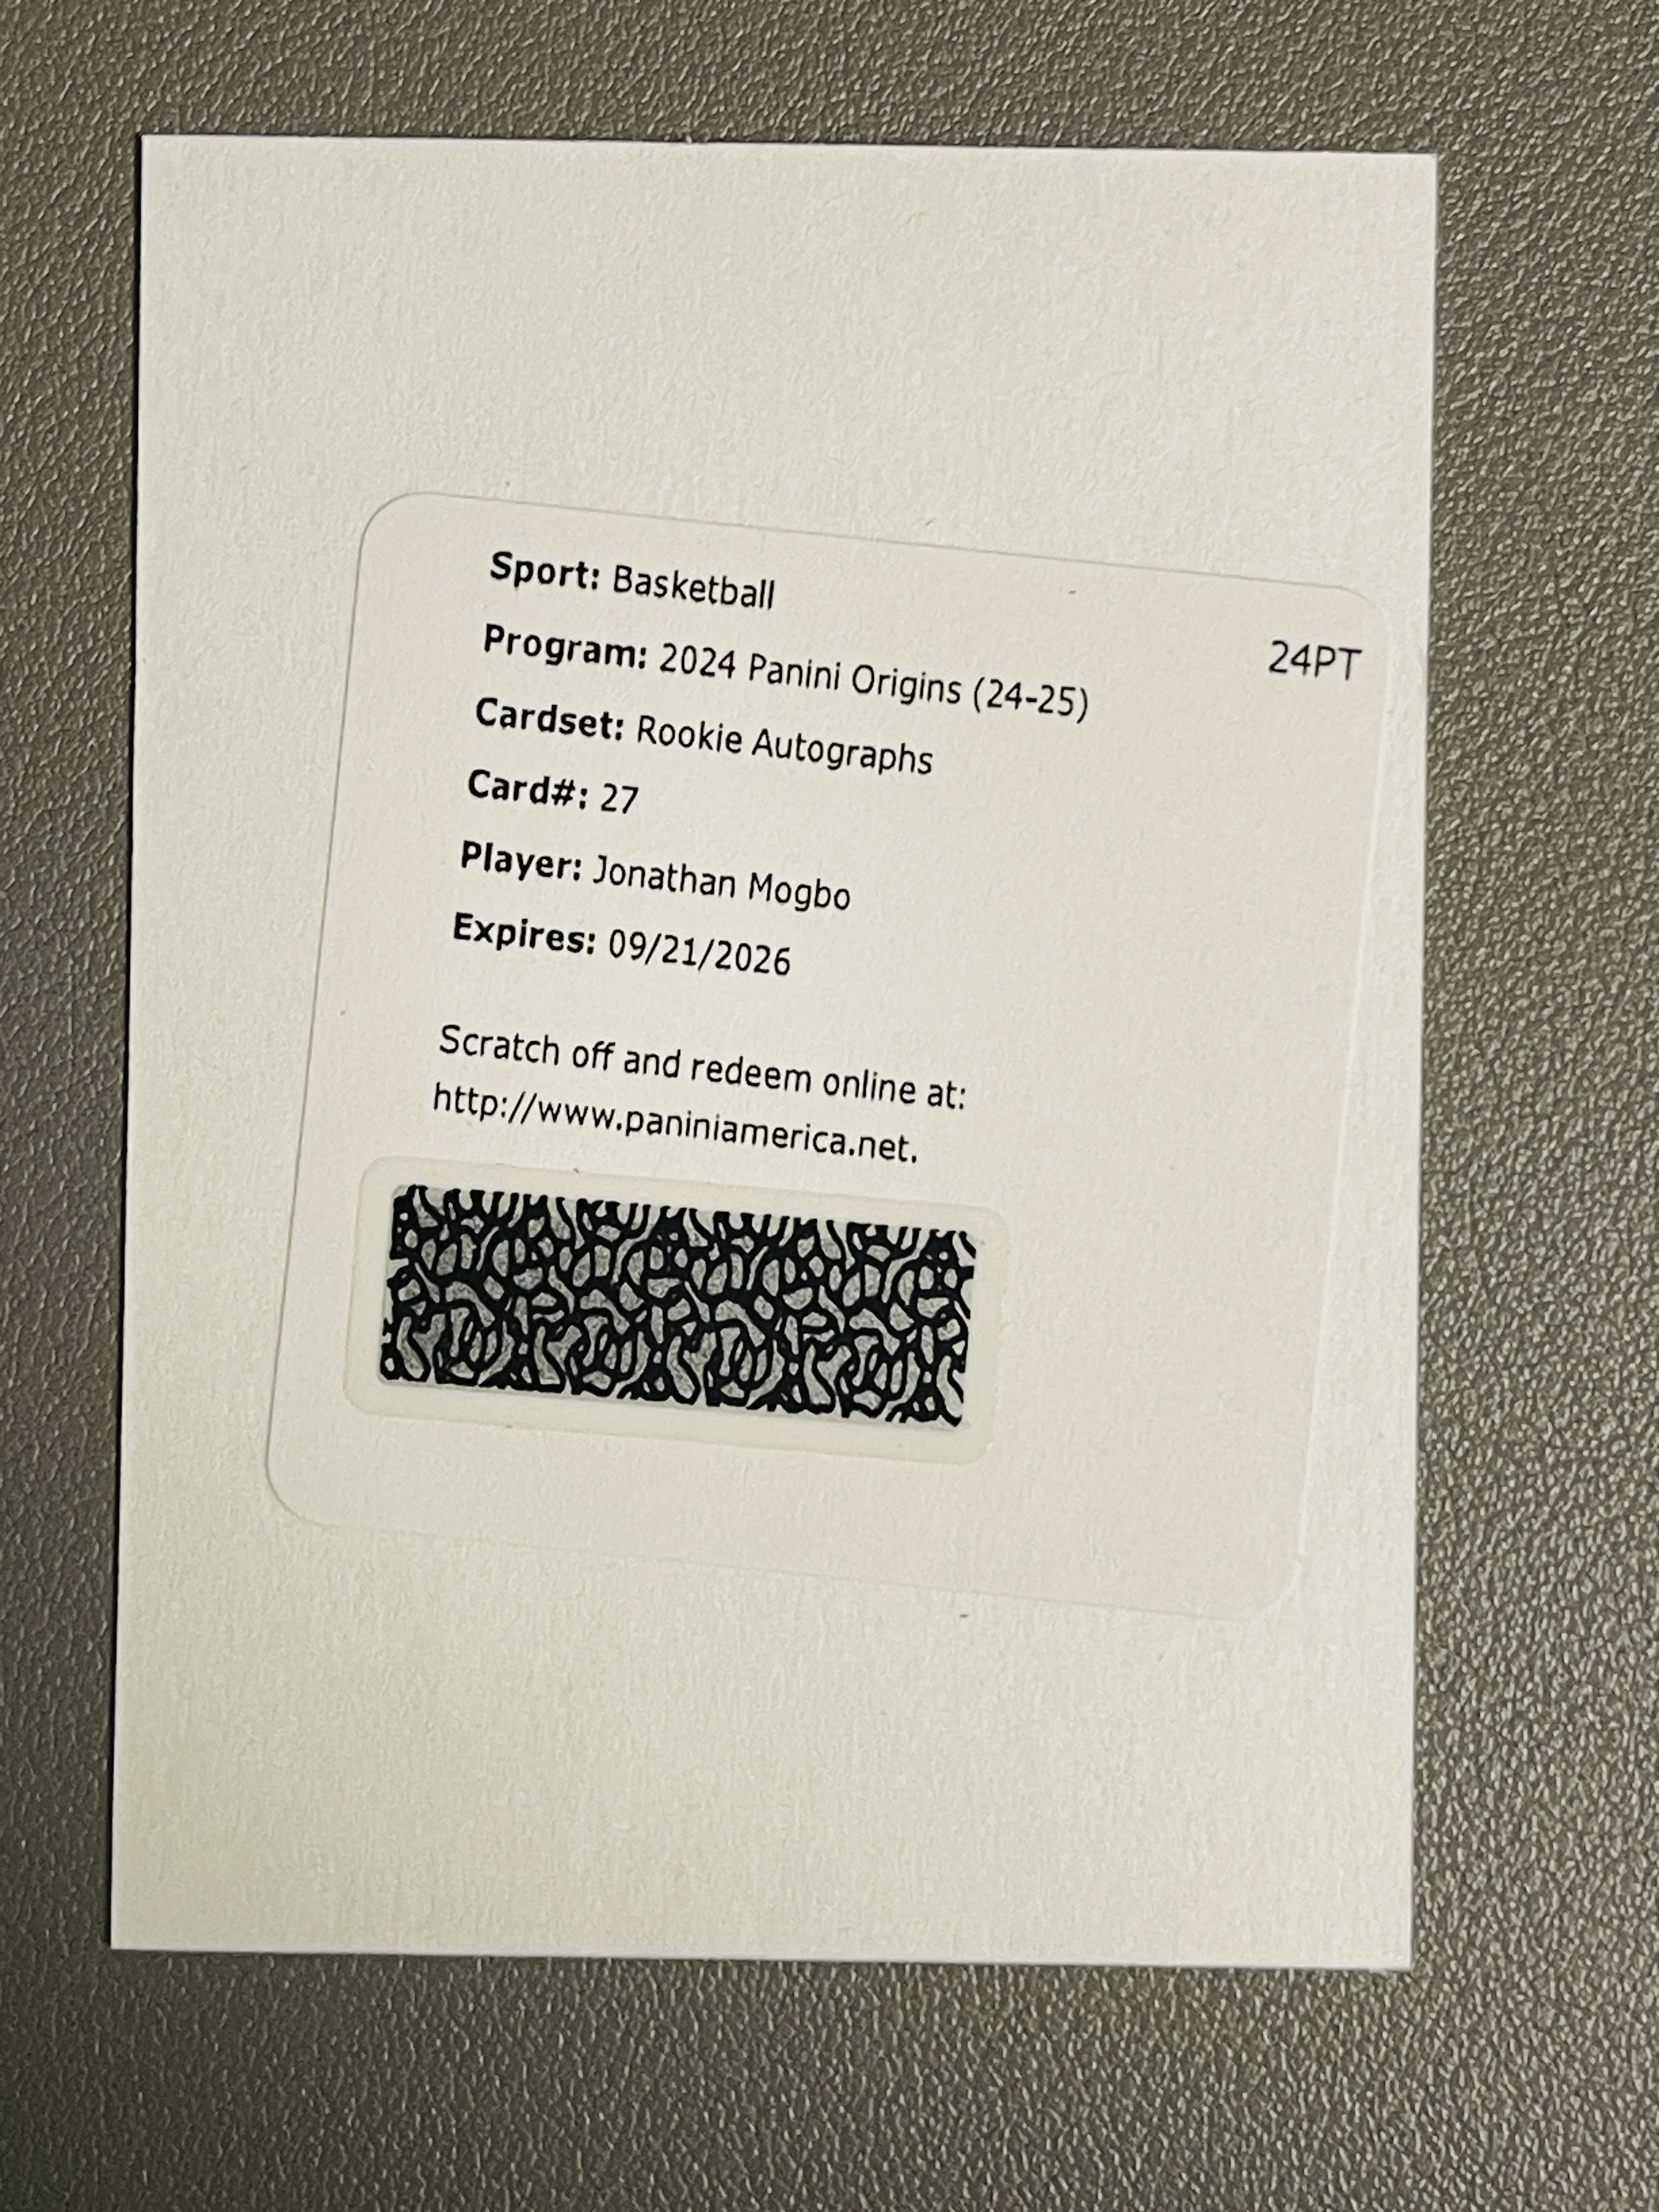 Sport: Basketball
24PT
Program: 2024 Panini Origins (24-25)
Cardset: Rookie Autographs
Card#: 27
Player: Jonathan Mogbo
Expires: 09/21/2026
Scratch off and redeem online at:
http://www.paniniamerica.net.